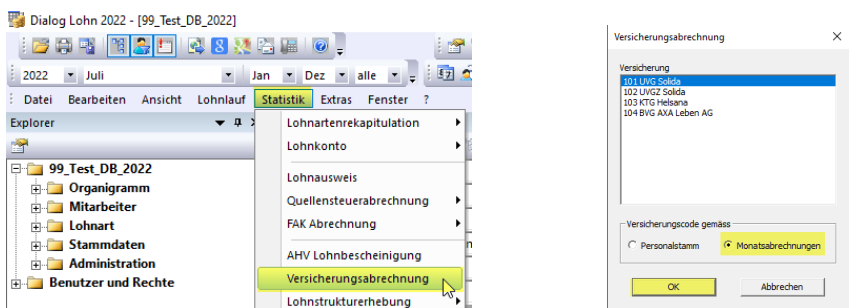 Dialog Lohn 2022 - [99_Test_DB_2022]
2022 Juli Jan Dez alle
Datei Bearbeiten Ansicht Lohnlauf Statistik Extras Fenster ?
Explorer
99_Test_DB_2022
Organigramm
Mitarbeiter
Lohnart
Stammdaten
Administration
Benutzer und Rechte
Lohnartenrekapitulation
Lohnkonto
Lohnausweis
Quellensteuerabrechnung
FAK Abrechnung
AHV Lohnbescheinigung
Versicherungsabrechnung
Lohnstrukturerhebung
Versicherungsabrechnung
Versicherung
101 UVG Solida
102 UVGZ Solida
103 KTG Helsana
104 BVG AXA Leben AG
Versicherungscode gemäss
Personalstamm Monatsabrechnungen
OK Abbrechen